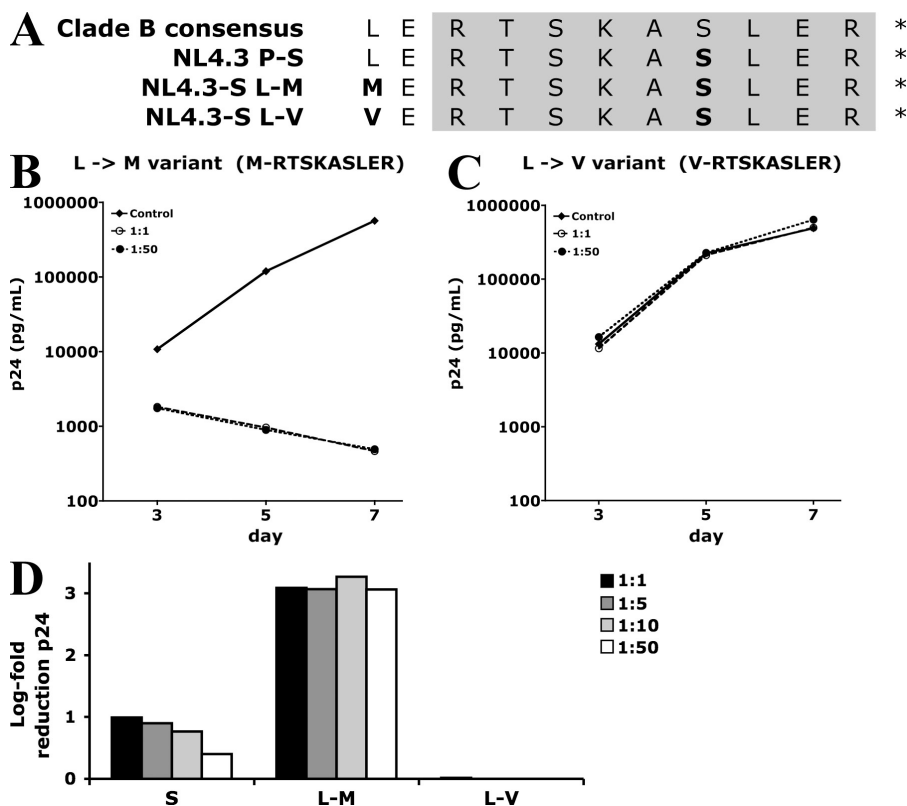 A
Clade B consensus L E R T S K A S L E R *
NL4.3 P-S L E R T S K A S L E R *
NL4.3-S L-M M E R T S K A S L E R *
NL4.3-S L-V V E R T S K A S L E R *
B
L -> M variant (M-RTSKASLER)
1000000
100000
10000
1000
100
p24 (pg/mL)
Control
1:1
1:50
3 5 7
day
C
L -> V variant (V-RTSKASLER)
1000000
100000
10000
1000
100
p24 (pg/mL)
Control
1:1
1:50
3 5 7
day
D
Log-fold
reduction p24
3
2
1
0
S L-M L-V
1:1
1:5
1:10
1:50